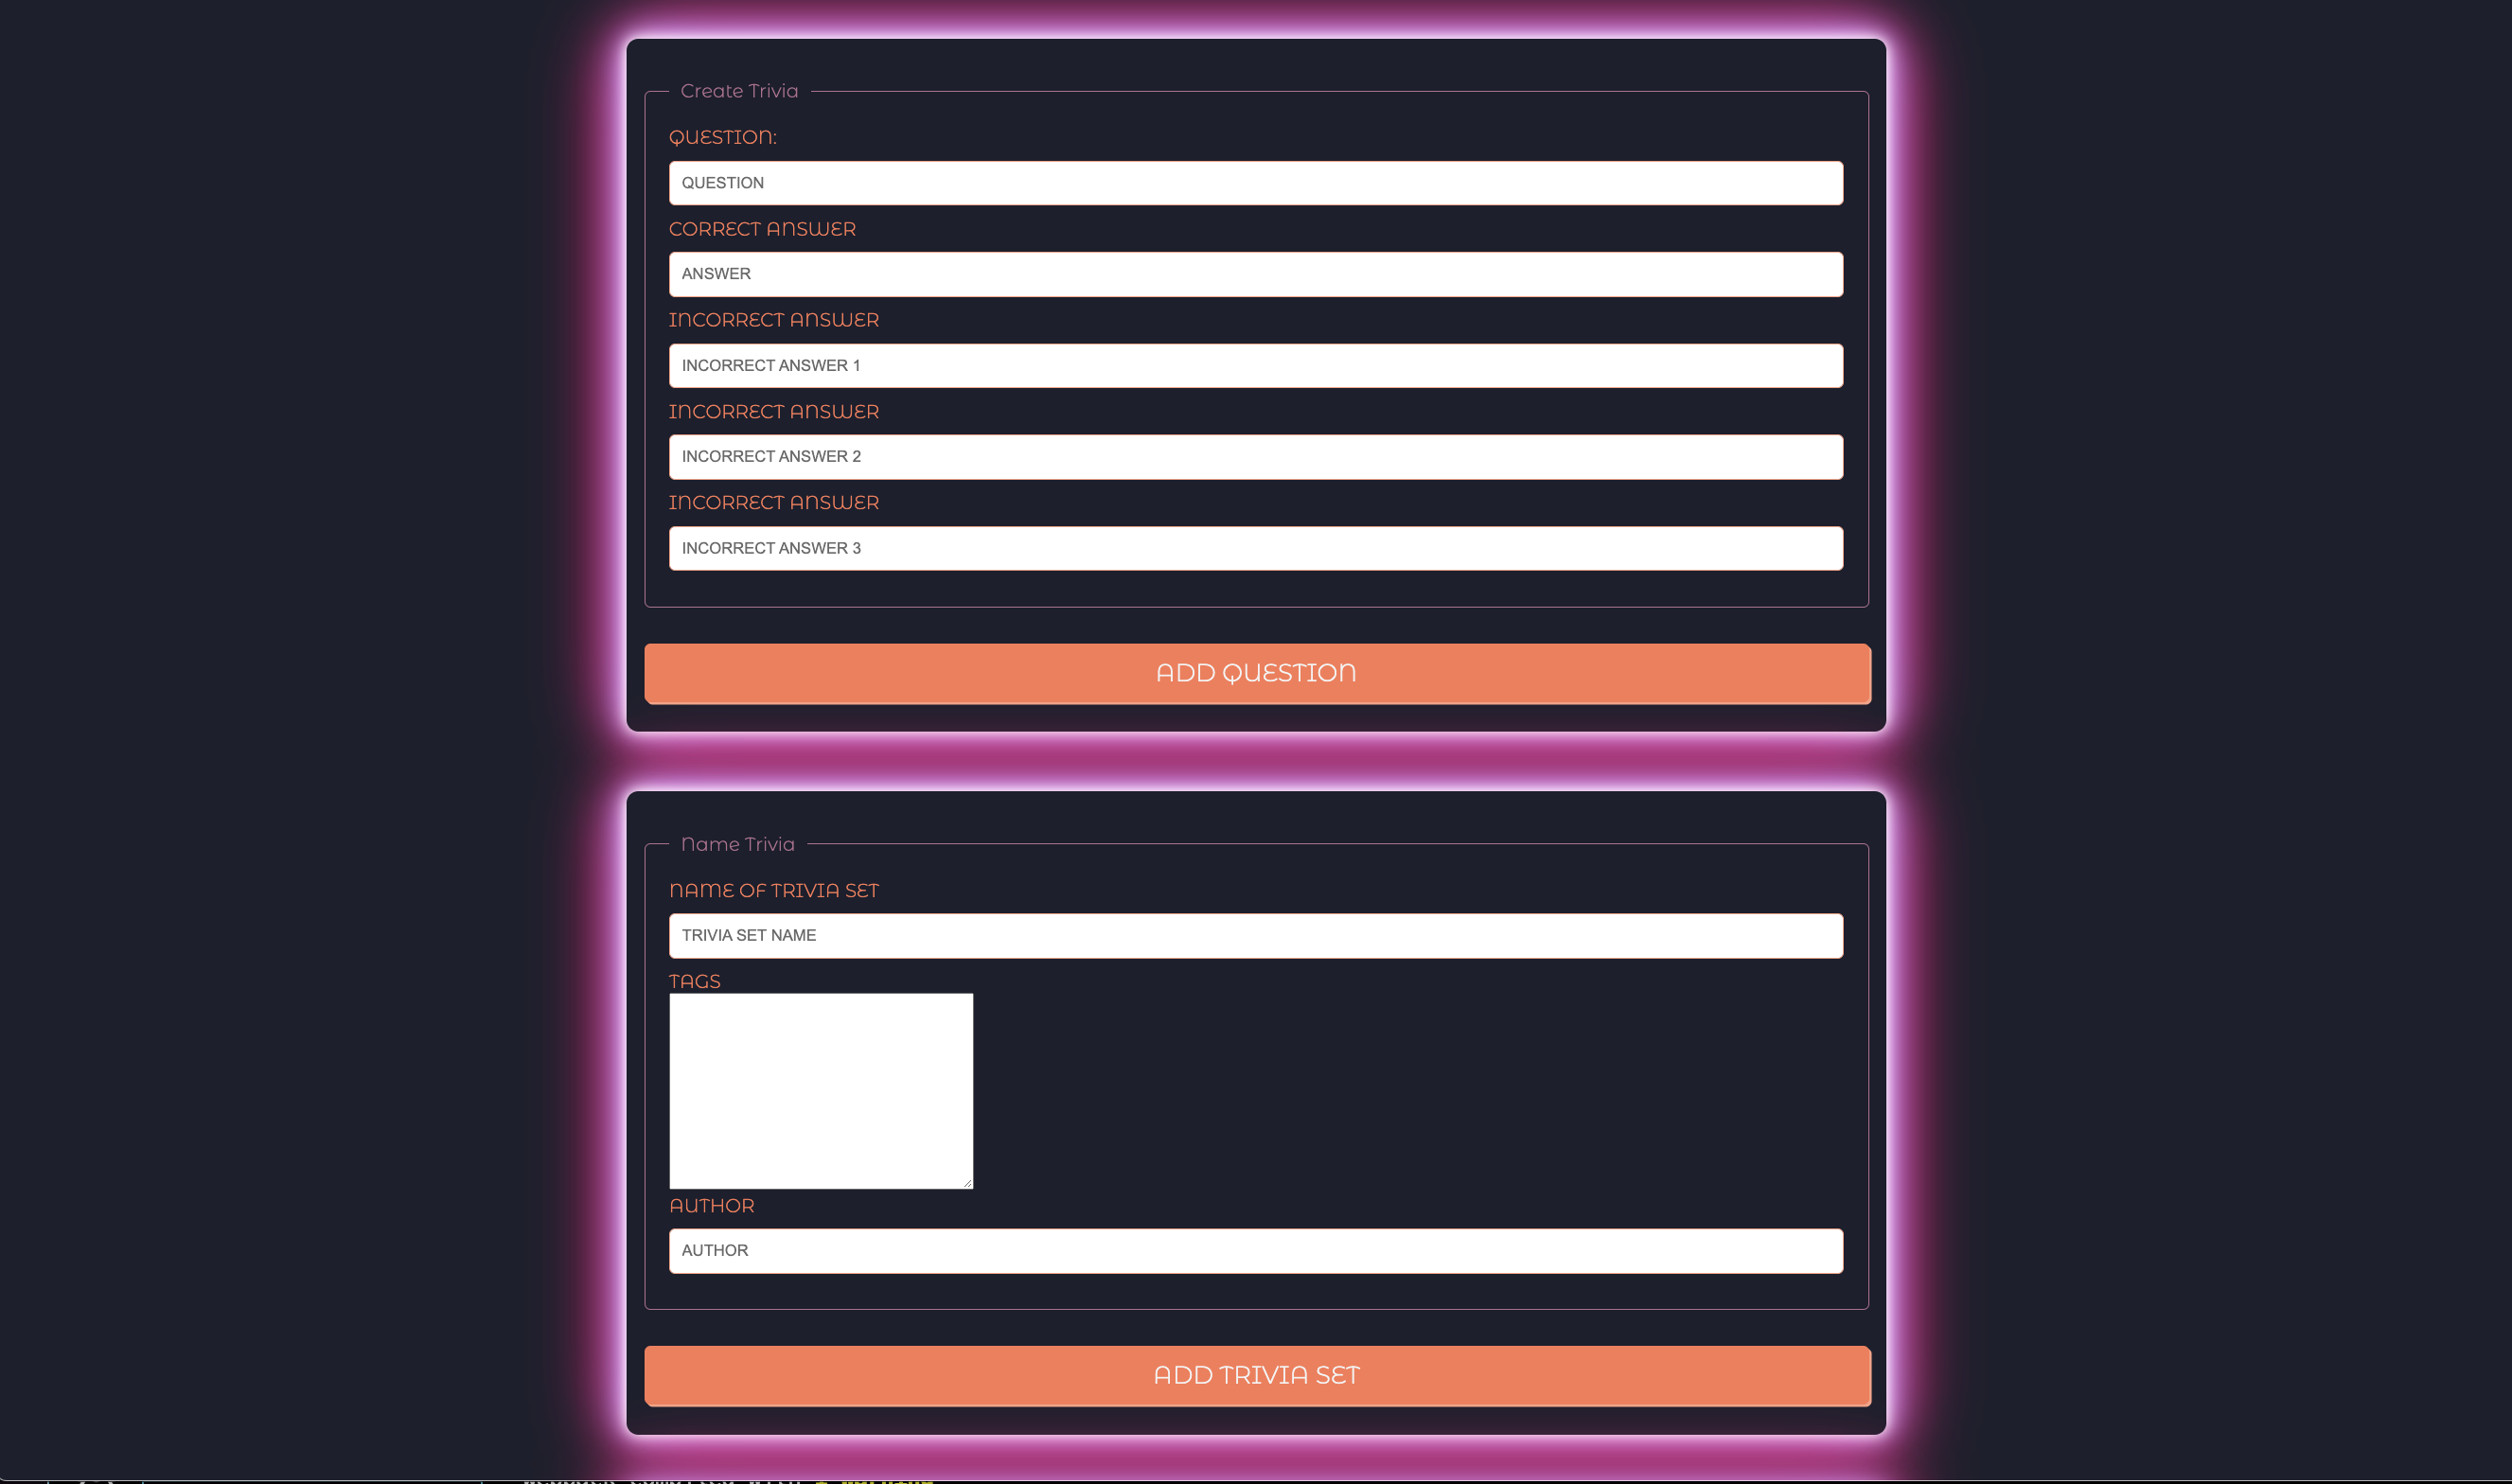 Create Trivia
QUESTION:
QUESTION
CORRECT ANSWER
ANSWER
INCORRECT ANSWER
INCORRECT ANSWER 1
INCORRECT ANSWER
INCORRECT ANSWER 2
INCORRECT ANSWER
INCORRECT ANSWER 3
ADD QUESTION
Name Trivia
NAME OF TRIVIA SET
TRIVIA SET NAME
TAGS
AUTHOR
AUTHOR
ADD TRIVIA SET